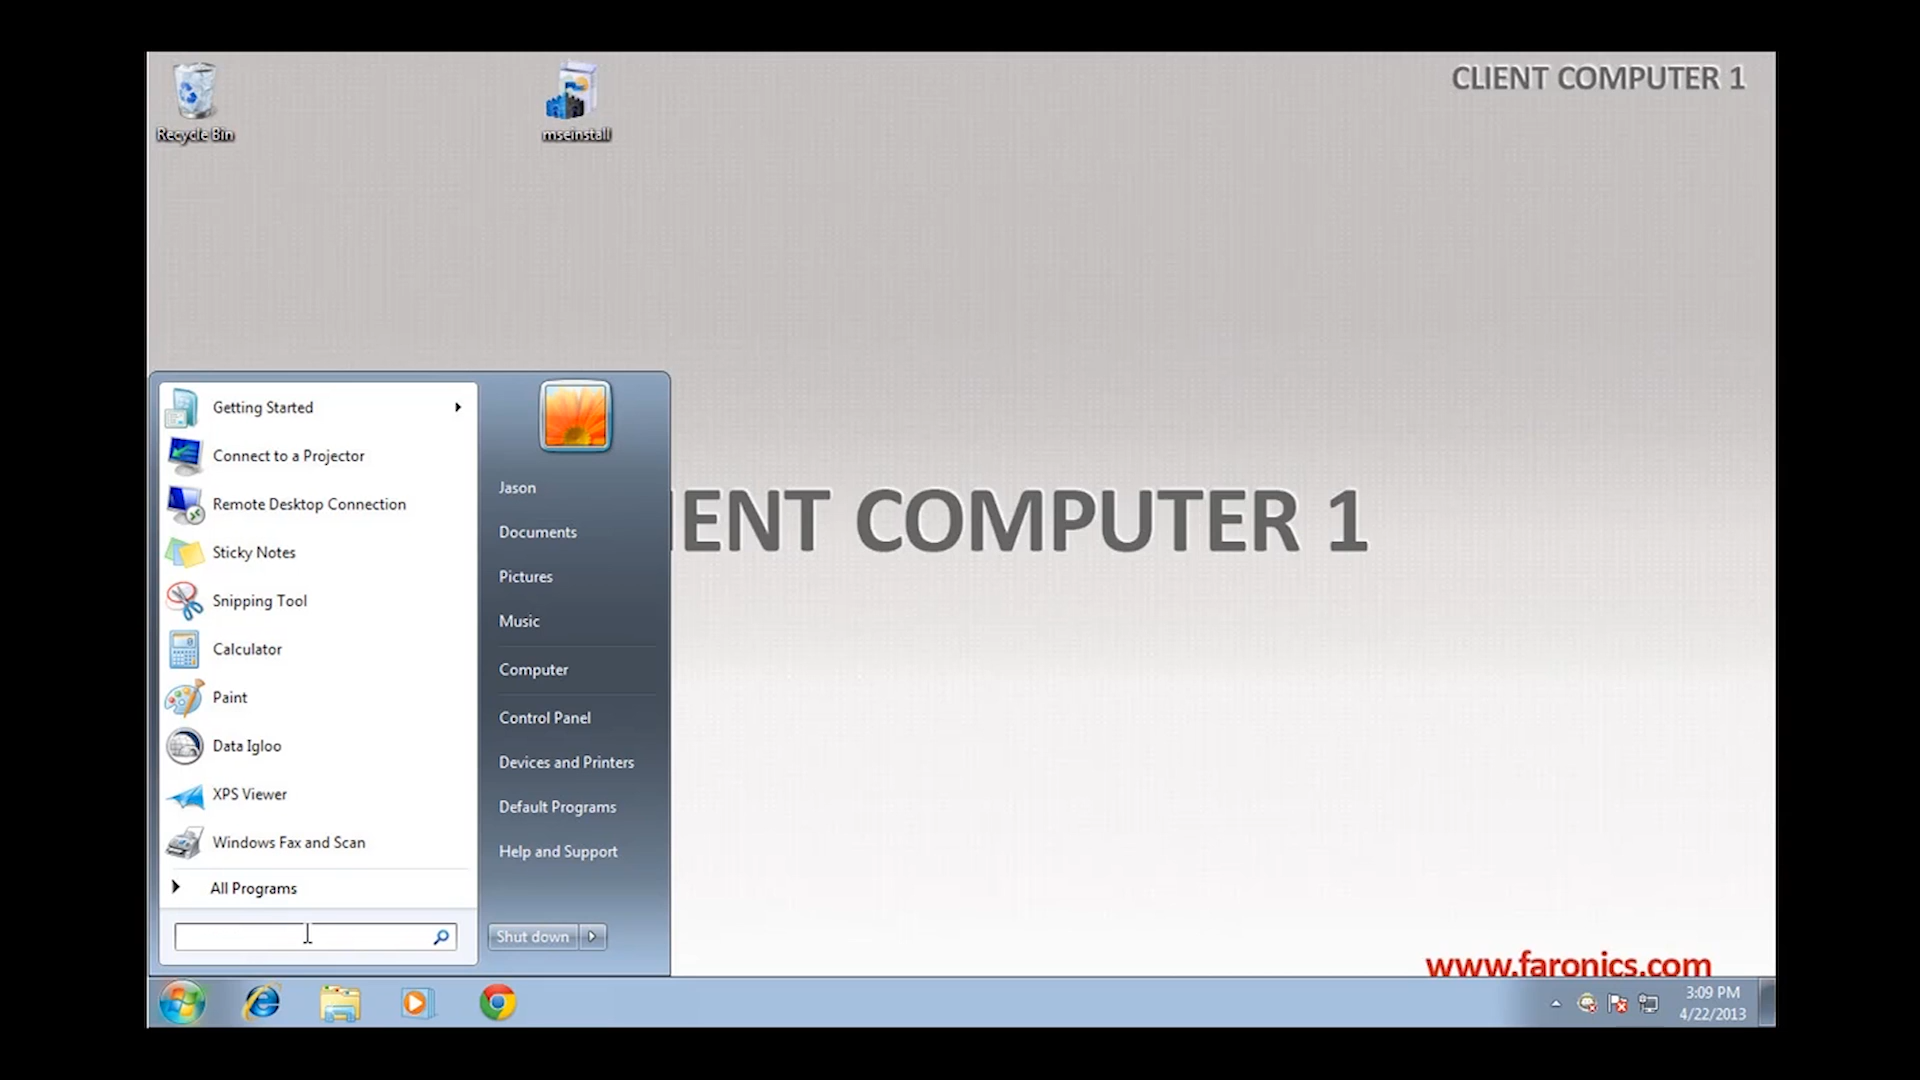 CLIENT COMPUTER 1
Recycle Bin
mseinstall
Getting Started
Connect to a Projector
Remote Desktop Connection
Sticky Notes
Snipping Tool
Calculator
Paint
Data Igloo
XPS Viewer
Windows Fax and Scan
All Programs
Jason
Documents
Pictures
Music
Computer
Control Panel
Devices and Printers
Default Programs
Help and Support
Shut down
IENT COMPUTER 1
www.faronics.com
3:09 PM
4/22/2013